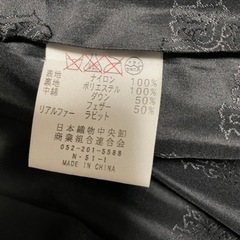 表地 ナイロン 100%
裏地 ポリエステル 100%
中綿 ダウン 50%
フェザー 50%
リアルファー ラビット
日本織物中央卸
商業組合連合会
052-201-5588
N-51-1
MADE IN CHINA